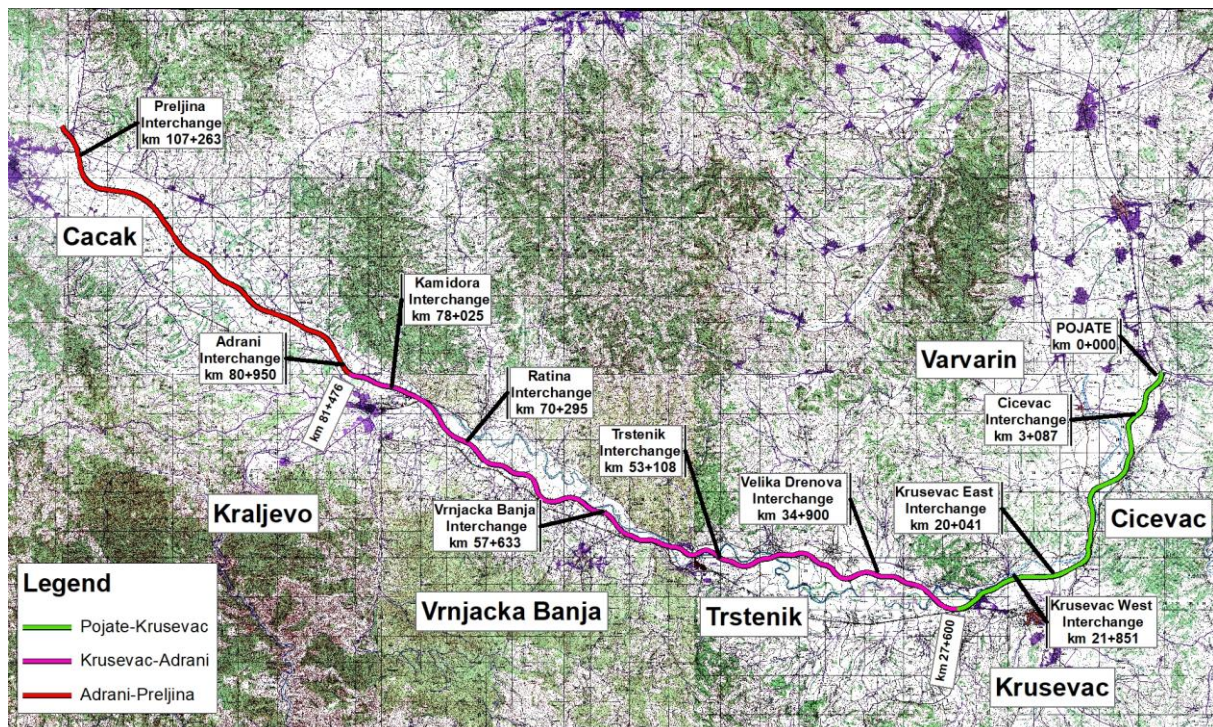 Preljina
Interchange
km 107+263
Cacak
Kamidora
Interchange
km 78+025
Adrani
Interchange
km 80+950
km 81+476
Ratina
Interchange
km 70+295
POJATE
km 0+000
Varvarin
Cicevac
Interchange
km 3+087
Trstenik
Interchange
km 53+108
Velika Drenova
Interchange
km 34+900
Krusevac East
Interchange
km 20+041
Kraljevo
Vrnjacka Banja
Interchange
km 57+633
Cicevac
Vrnjacka Banja
Trstenik
km 27+600
Krusevac West
Interchange
km 21+851
Krusevac
Legend
Pojate-Krusevac
Krusevac-Adrani
Adrani-Preljina